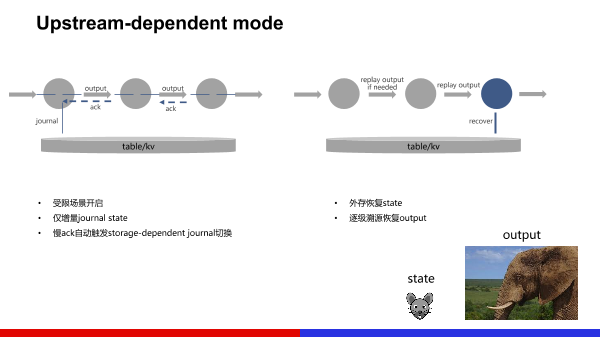 Upstream-dependent mode
output
output
ack
ack
journal
table/kv
replay output
if needed
replay output
recover
table/kv
• 受限场景开启
• 仅增量journal state
• 慢ack自动触发storage-dependent journal切换
• 外存恢复state
• 逐级溯源恢复output
output
state